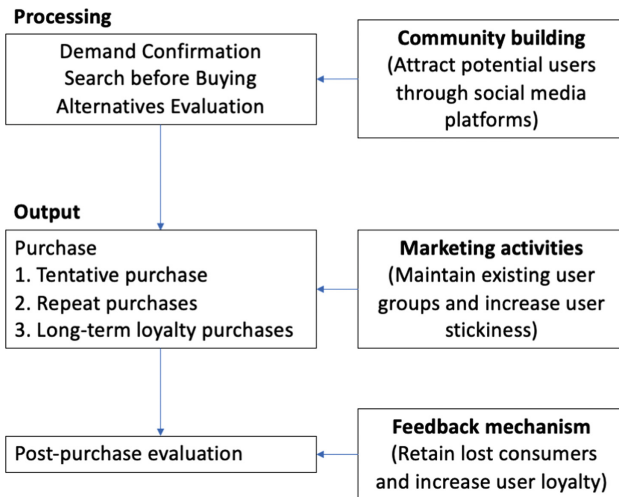 Processing
Demand Confirmation
Search before Buying
Alternatives Evaluation
Community building
(Attract potential users
through social media
platforms)
Output
Purchase
1. Tentative purchase
2. Repeat purchases
3. Long-term loyalty purchases
Marketing activities
(Maintain existing user
groups and increase user
stickiness)
Post-purchase evaluation
Feedback mechanism
(Retain lost consumers
and increase user loyalty)